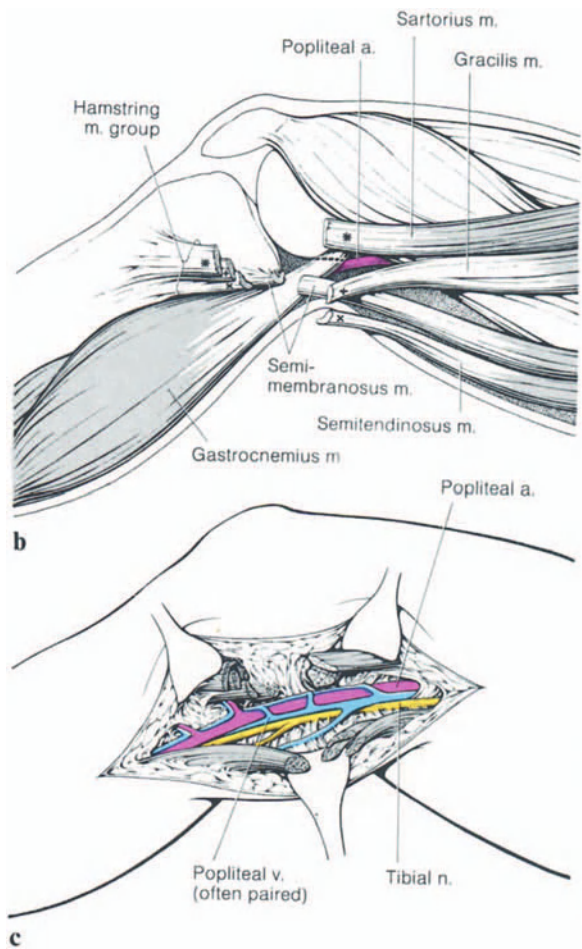 Sartorius m.
Popliteal a.
Gracilis m.
Hamstring
m. group
Semi-
membranosus m.
Semitendinosus m.
Gastrocnemius m
b
Popliteal a.
Popliteal v.
(often paired)
Tibial n.
c